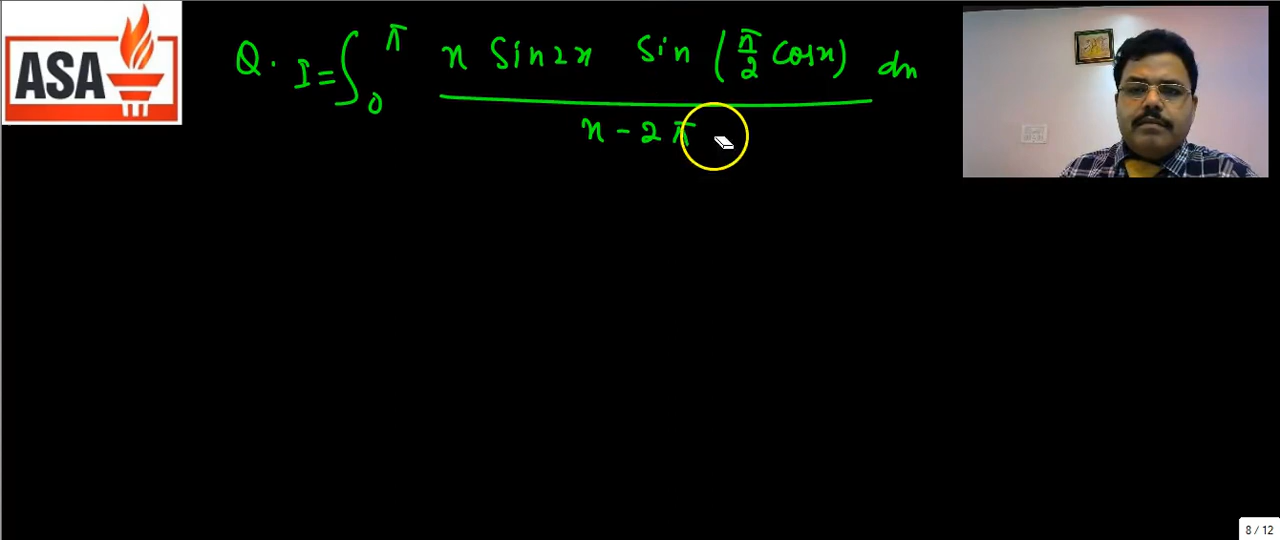 ASA
Q. I = ∫₀^π x Sin2x Sin (π/2 Cosx) dx
x - 2π
8 / 12